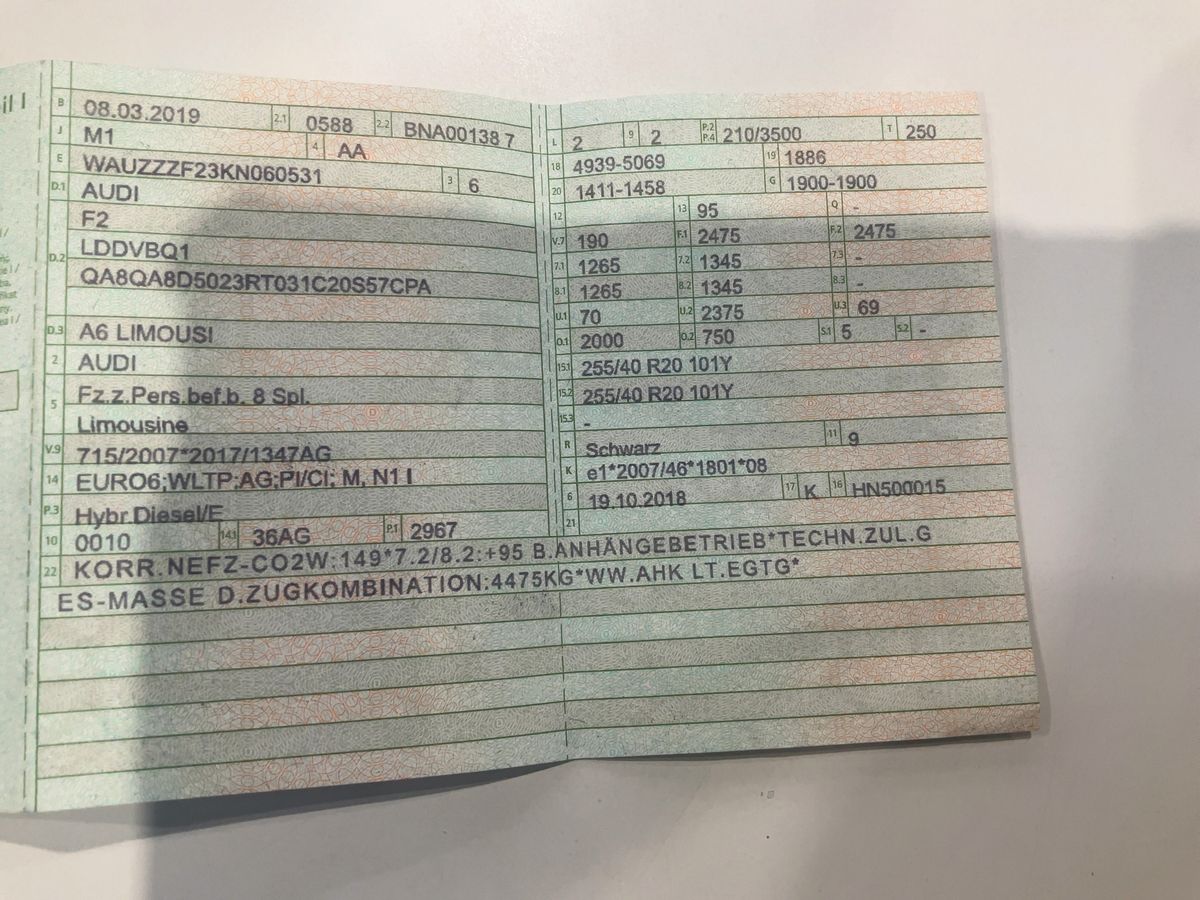 il I
B 08.03.2019 2.1 0588 2.2 BNA00138 7
J M1 4 AA
E WAUZZZF23KN060531 3 6
D.1 AUDI
D.2 F2
LDDVBQ1
QA8QA8D5023RT031C20S57CPA
D.3 A6 LIMOUSI
2 AUDI
5 Fz.z.Pers.bef.b. 8 Spl.
Limousine
V.9 715/2007*2017/1347AG
14 EURO6;WLTP;AG;PI/CI; M, N1 I
P.3 Hybr.Diesel/E
10 0010 14.1 36AG P.1 2967
L 2 9 2 P.2 P.4 210/3500 T 250
18 4939-5069 19 1886
20 1411-1458 G 1900-1900
12 13 95 Q -
V.7 190 F.1 2475 F.2 2475
7.1 1265 7.2 1345 7.3 -
8.1 1265 8.2 1345 8.3 -
U.1 70 U.2 2375 U.3 69
O.1 2000 O.2 750 S.1 5 S.2 -
15.1 255/40 R20 101Y
15.2 255/40 R20 101Y
15.3 -
R Schwarz 11 9
K e1*2007/46*1801*08
6 19.10.2018 17 K 16 HN500015
21
22 KORR.NEFZ-CO2W:149*7.2/8.2:+95 B.ANHÄNGEBETRIEB*TECHN.ZUL.G
ES-MASSE D.ZUGKOMBINATION:4475KG*WW.AHK LT.EGTG*